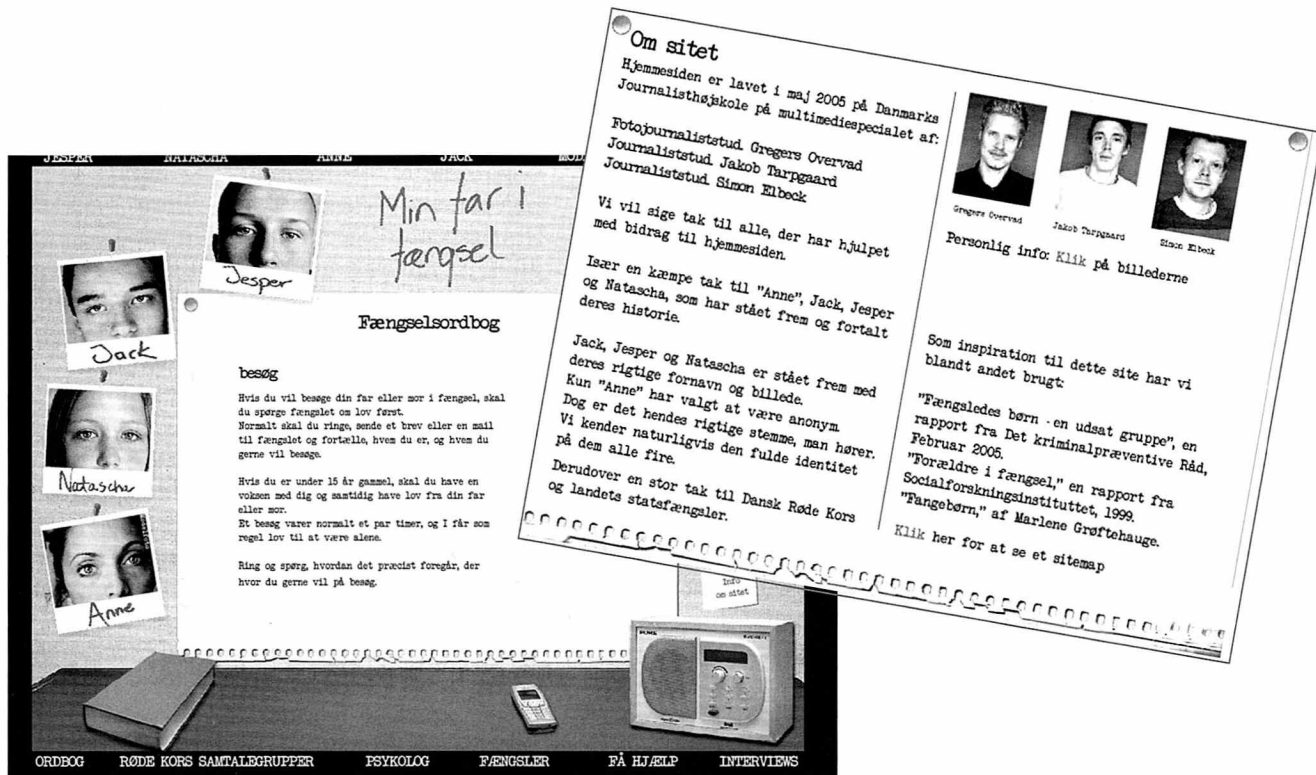 JESPER NATASCHA ANNE JACK
Min far i
fængsel
Jesper
Jack
Natascha
Anne
Fængselsordbog
besøg
Hvis du vil besøge din far eller mor i fængsel, skal
du spørge fængslet om lov først.
Normalt skal du ringe, sende et brev eller en mail
til fængslet og fortælle, hvem du er, og hvem du
gerne vil besøge.
Hvis du er under 15 år gammel, skal du have en
voksen med dig og samtidig have lov fra din far
eller mor.
Et besøg varer normalt et par timer, og I får som
regel lov til at være alene.
Ring og spørg, hvordan det præcist foregår, der
hvor du gerne vil på besøg.
Info
om sitet
ORDBOG RØDE KORS SAMTALEGRUPPER PSYKOLOG FÆNGSLER FÅ HJÆLP INTERVIEWS
Om sitet
Hjemmesiden er lavet i maj 2005 på Danmarks
Journalisthøjskole på multimediespecialet af:
Fotojournaliststud. Gregers Overvad
Journaliststud. Jakob Tarpgaard
Journaliststud. Simon Elbeck
Vi vil sige tak til alle, der har hjulpet
med bidrag til hjemmesiden.
Især en kæmpe tak til "Anne", Jack, Jesper
og Natascha, som har stået frem og fortalt
deres historie.
Jack, Jesper og Natascha er stået frem med
deres rigtige fornavn og billede.
Kun "Anne" har valgt at være anonym.
Dog er det hendes rigtige stemme, man hører.
Vi kender naturligvis den fulde identitet
på dem alle fire.
Derudover en stor tak til Dansk Røde Kors
og landets statsfængsler.
Gregers Overvad
Jakob Tarpgaard
Simon Elbeck
Personlig info: Klik på billederne
Som inspiration til dette site har vi
blandt andet brugt:
"Fængsledes børn - en udsat gruppe", en
rapport fra Det kriminalpræventive Råd,
Februar 2005.
"Forældre i fængsel," en rapport fra
Socialforskningsinstituttet, 1999.
"Fangebørn," af Marlene Grøftehauge.
Klik her for at se et sitemap